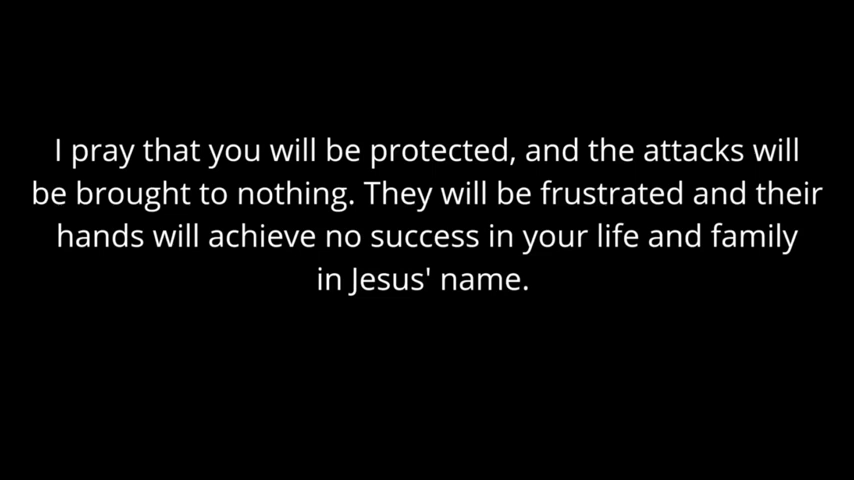 I pray that you will be protected, and the attacks will
be brought to nothing. They will be frustrated and their
hands will achieve no success in your life and family
in Jesus' name.